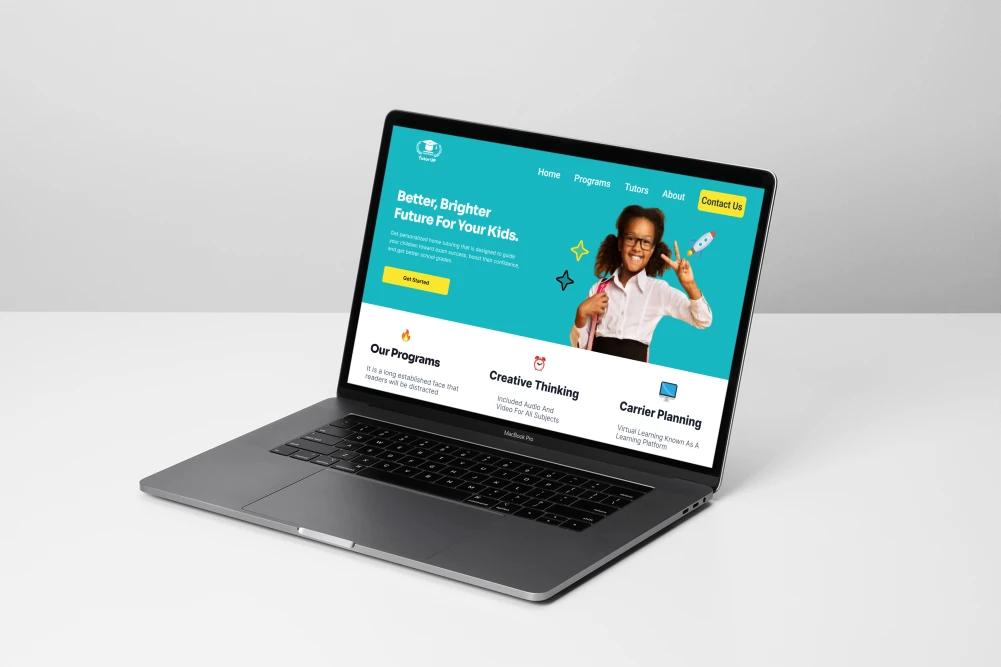 Tutor UP
Home
Programs
Tutors
About
Contact Us
Better, Brighter
Future For Your Kids.
Get personalized home tutoring that is designed to guide
your children toward exam success, boost their confidence,
and get better school grades.
Get Started
Our Programs
It is a long established face that
readers will be distracted
Creative Thinking
Included Audio And
Video For All Subjects
Carrier Planning
Virtual Learning Known As A
Learning Platform
MacBook Pro